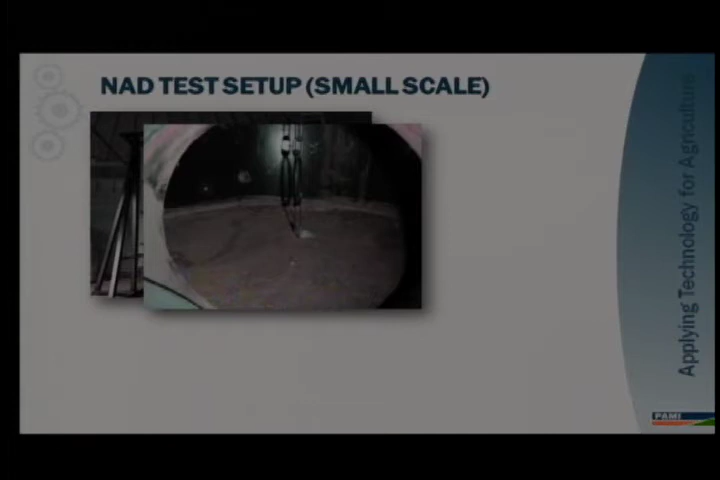 NAD TEST SETUP (SMALL SCALE)
Applying Technology for Agriculture
PAMI